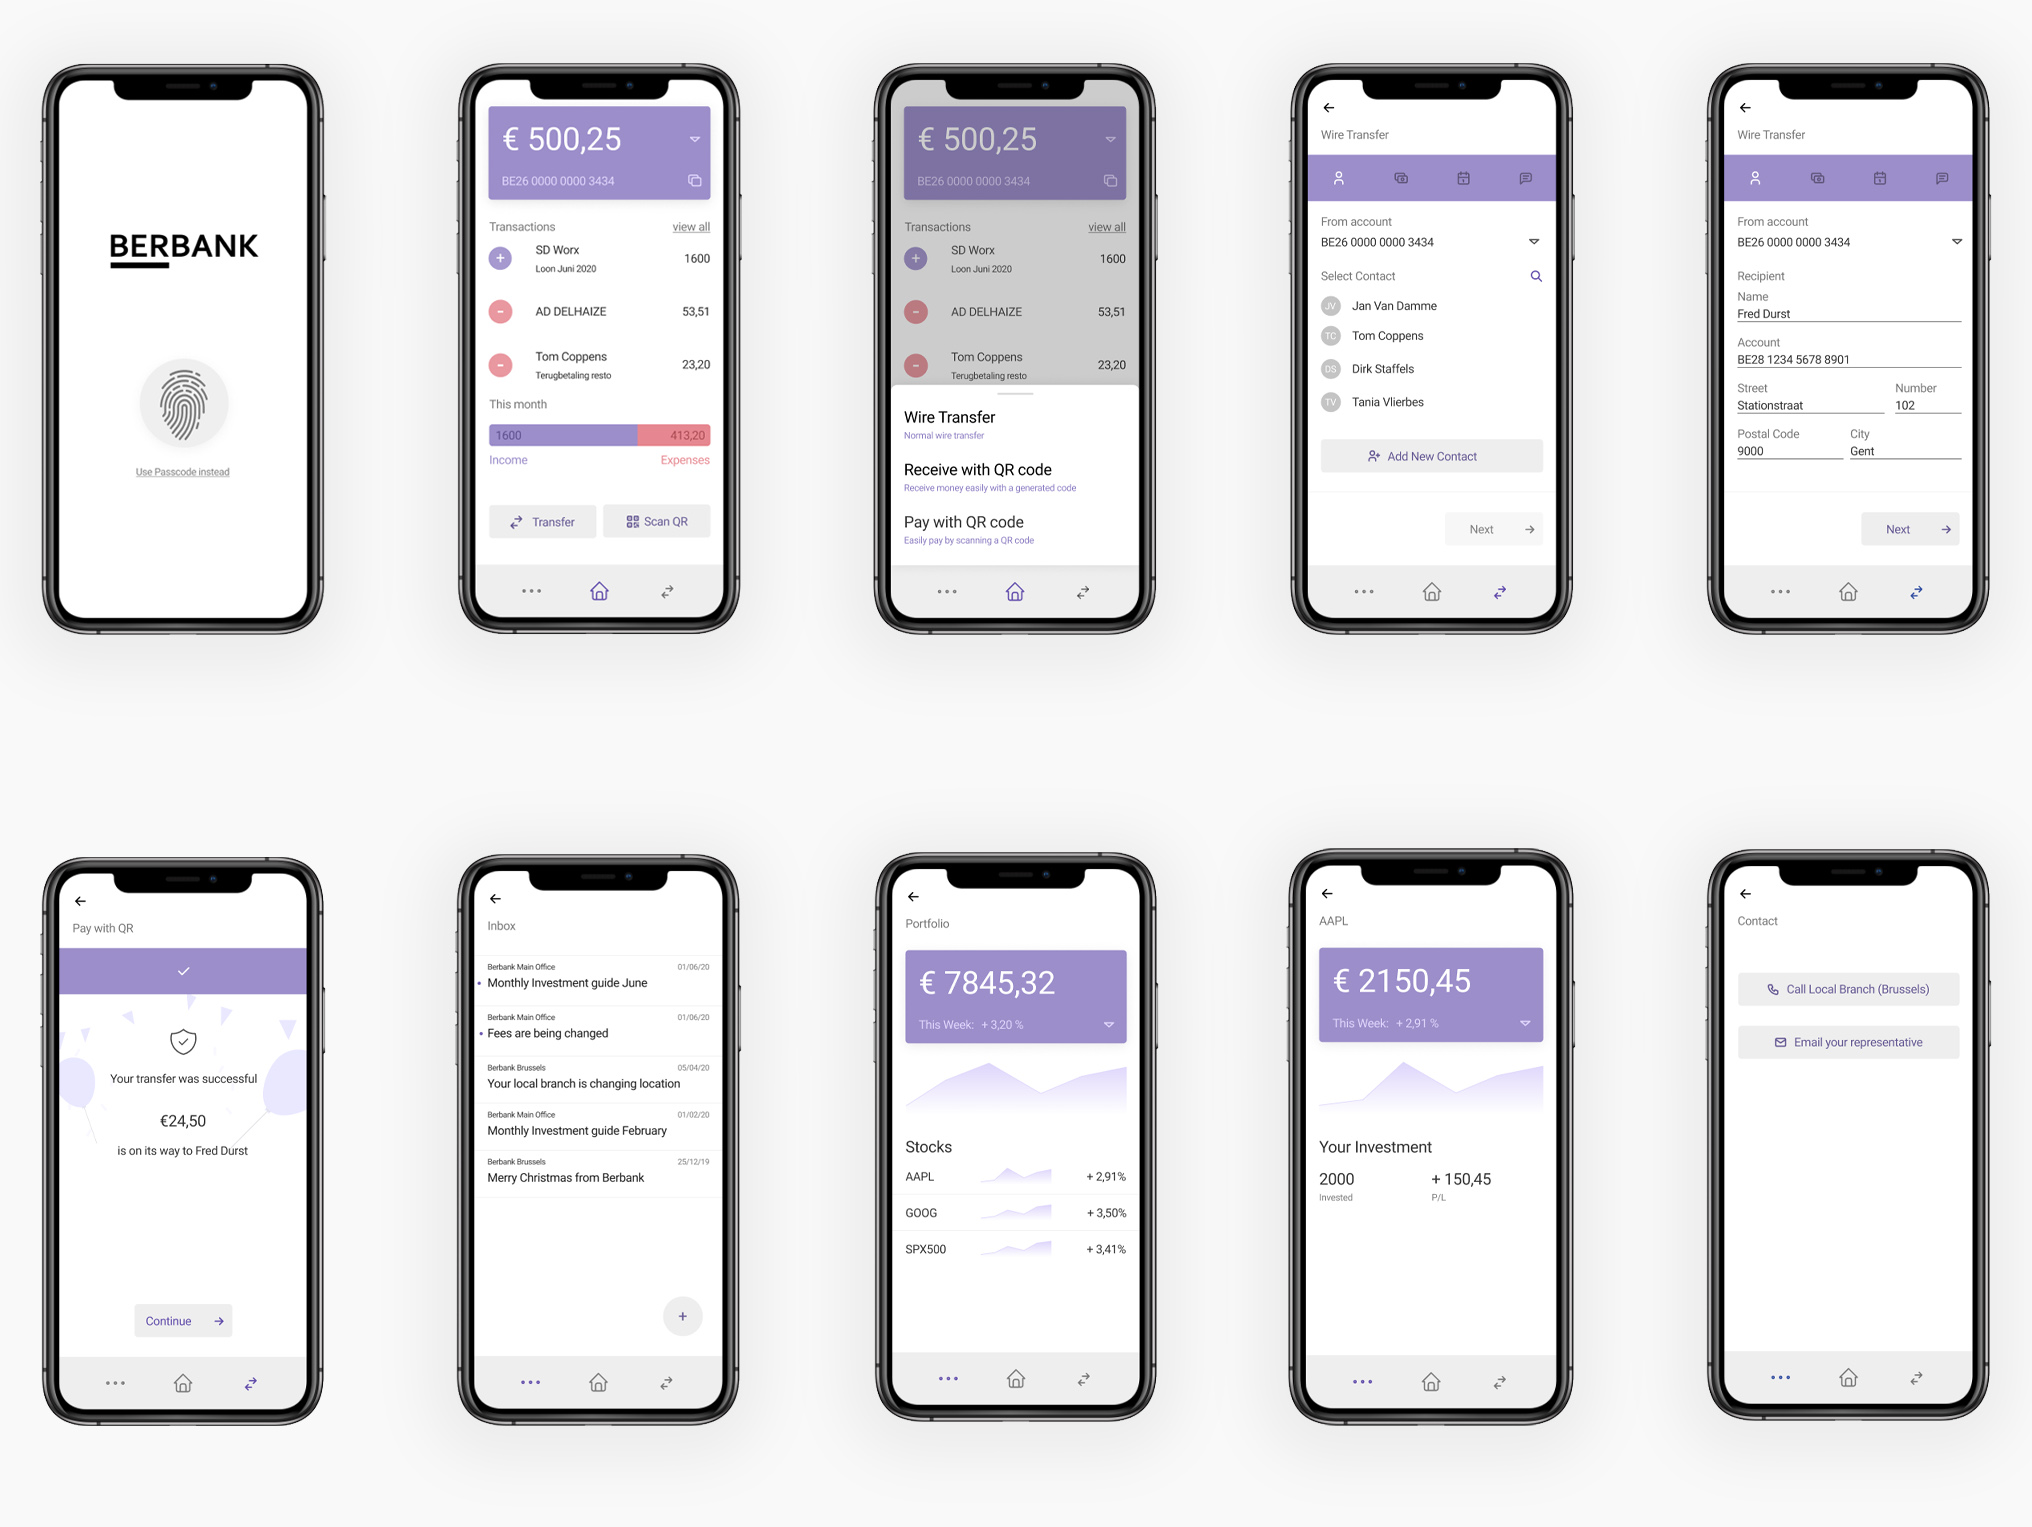 BERBANK
Use Passcode instead
€ 500,25
BE26 0000 0000 3434
Transactions view all
SD Worx 1600
Loon Juni 2020
AD DELHAIZE 53,51
Tom Coppens 23,20
Terugbetaling resto
This month
1600 413,20
Income Expenses
Transfer Scan QR
€ 500,25
BE26 0000 0000 3434
Transactions view all
SD Worx 1600
Loon Juni 2020
AD DELHAIZE 53,51
Tom Coppens 23,20
Terugbetaling resto
Wire Transfer
Normal wire transfer
Receive with QR code
Receive money easily with a generated code
Pay with QR code
Easily pay by scanning a QR code
Wire Transfer
From account
BE26 0000 0000 3434
Select Contact
JV Jan Van Damme
TC Tom Coppens
DS Dirk Staffels
TV Tania Vlierbes
Add New Contact
Next
Wire Transfer
From account
BE26 0000 0000 3434
Recipient
Name
Fred Durst
Account
BE28 1234 5678 8901
Street Number
Stationstraat 102
Postal Code City
9000 Gent
Next
Pay with QR
Your transfer was successful
€24,50
is on its way to Fred Durst
Continue
Inbox
Berbank Main Office 01/06/20
Monthly Investment guide June
Berbank Main Office 01/06/20
Fees are being changed
Berbank Brussels 05/04/20
Your local branch is changing location
Berbank Main Office 01/02/20
Monthly Investment guide February
Berbank Brussels 25/12/19
Merry Christmas from Berbank
Portfolio
€ 7845,32
This Week: + 3,20 %
Stocks
AAPL + 2,91%
GOOG + 3,50%
SPX500 + 3,41%
AAPL
€ 2150,45
This Week: + 2,91 %
Your Investment
2000 + 150,45
Invested P/L
Contact
Call Local Branch (Brussels)
Email your representative